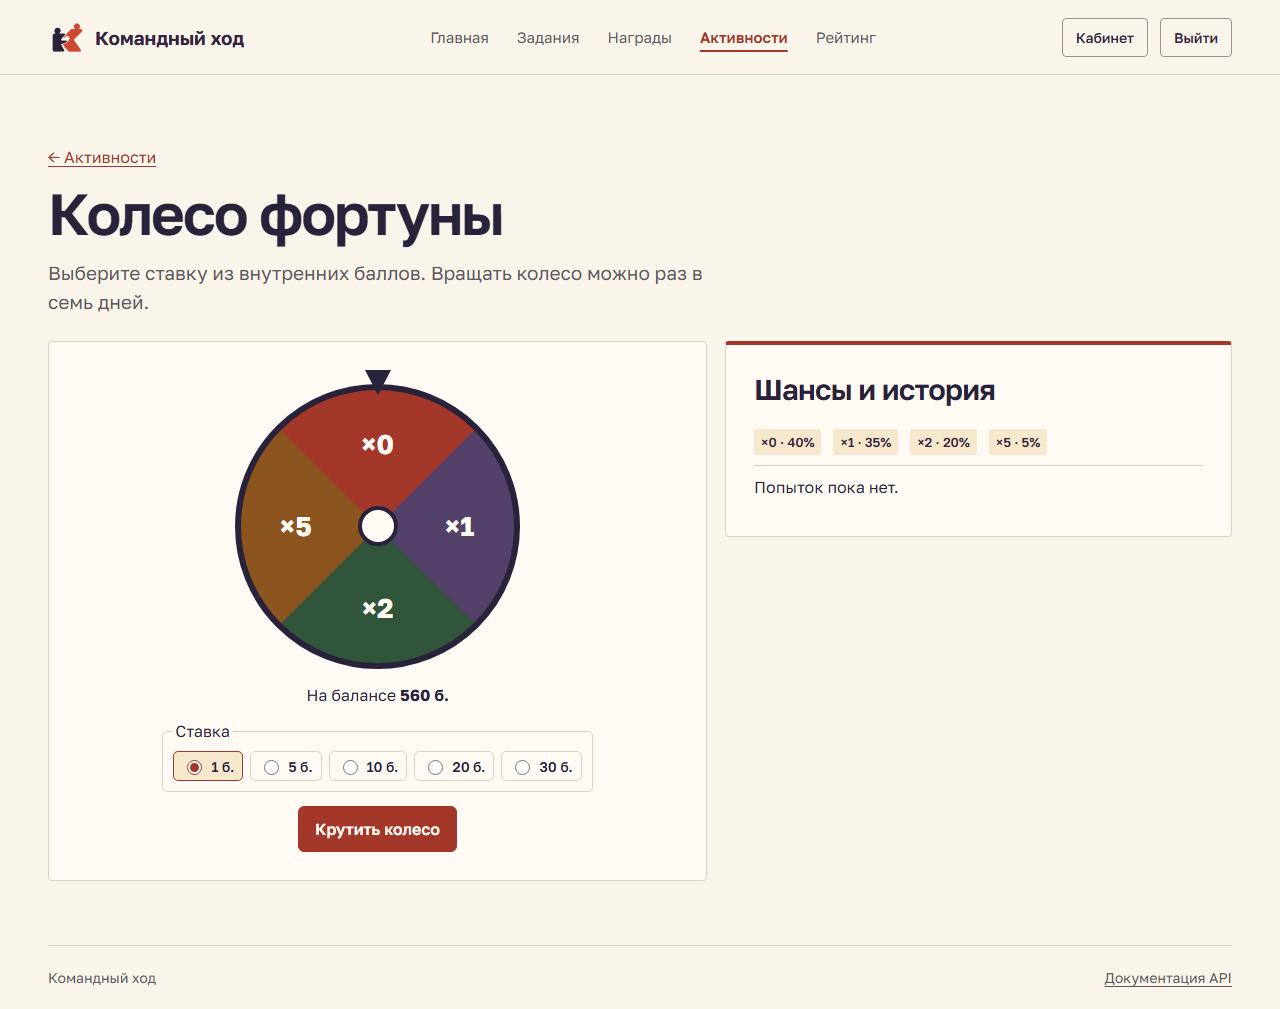 Командный ход
Главная
Задания
Награды
Активности
Рейтинг
Кабинет
Выйти
← Активности
Колесо фортуны
Выберите ставку из внутренних баллов. Вращать колесо можно раз в
семь дней.
×0
×5
×1
×2
На балансе 560 б.
Ставка
1 б.
5 б.
10 б.
20 б.
30 б.
Крутить колесо
Шансы и история
×0 · 40%
×1 · 35%
×2 · 20%
×5 · 5%
Попыток пока нет.
Командный ход
Документация API